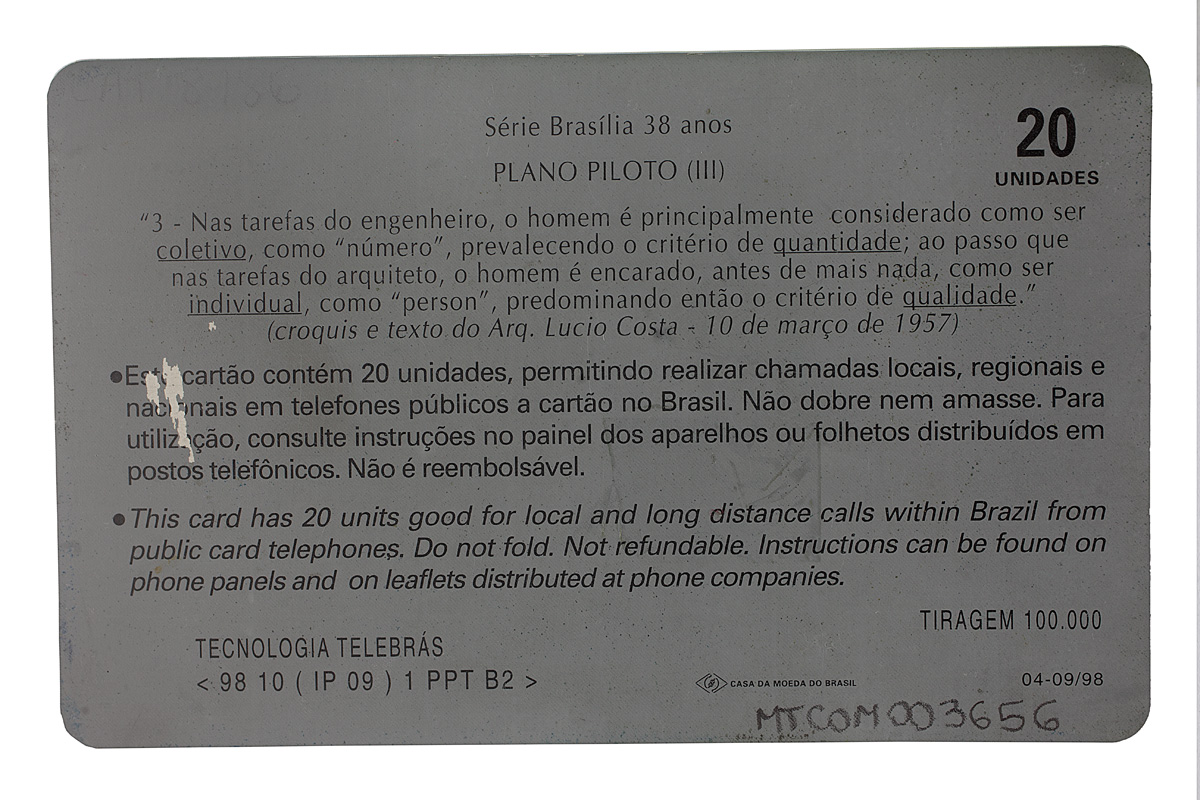 Série Brasília 38 anos
20
UNIDADES
PLANO PILOTO (III)
“3 - Nas tarefas do engenheiro, o homem é principalmente considerado como ser
coletivo, como “número”, prevalecendo o critério de quantidade; ao passo que
nas tarefas do arquiteto, o homem é encarado, antes de mais nada, como ser
individual, como “person”, predominando então o critério de qualidade.”
(croquis e texto do Arq. Lucio Costa - 10 de março de 1957)
●Este cartão contém 20 unidades, permitindo realizar chamadas locais, regionais e
nacionais em telefones públicos a cartão no Brasil. Não dobre nem amasse. Para
utilização, consulte instruções no painel dos aparelhos ou folhetos distribuídos em
postos telefônicos. Não é reembolsável.
●This card has 20 units good for local and long distance calls within Brazil from
public card telephones. Do not fold. Not refundable. Instructions can be found on
phone panels and on leaflets distributed at phone companies.
TIRAGEM 100.000
TECNOLOGIA TELEBRÁS
< 98 10 ( IP 09 ) 1 PPT B2 >
CASA DA MOEDA DO BRASIL
04-09/98
MTCOM003656